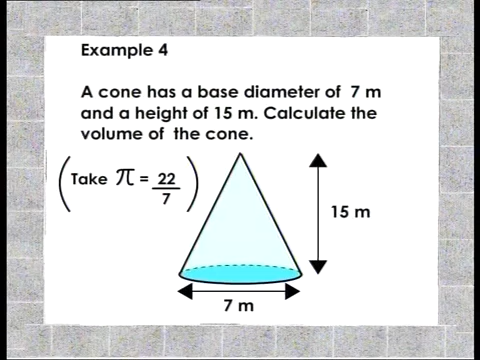 Example 4
A cone has a base diameter of 7 m
and a height of 15 m. Calculate the
volume of the cone.
(Take π = 22/7)
15 m
7 m